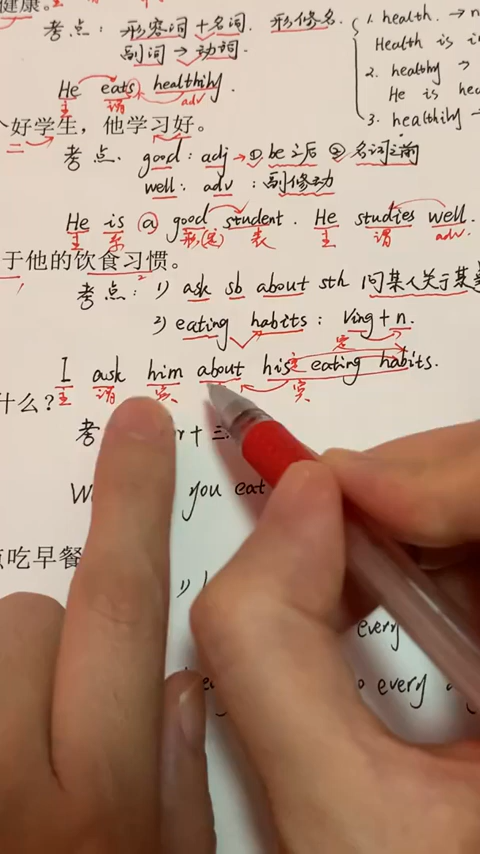 健康。
考点：形容词+名词. 形修名.
副词→动词.
1. health. → n
Health is i
2. healthy →
He is hea
3. healthily →
He eats healthily.
主 谓 adv
个好学生，他学习好。
二
考点. good: adj → ① be之后 ② 名词之前
well: adv : 副修动
He is a good student. He studies well.
主 系 形(定) 表 主 谓 adv.
于他的饮食习惯。
考点：1) ask sb about sth 问某人关于某
2) eating habits: Ving+n.
定
I ask him about his eating habits.
主 谓 宾 宾
什么？
考 r+三
W you eat
点吃早餐
1)
every
o every